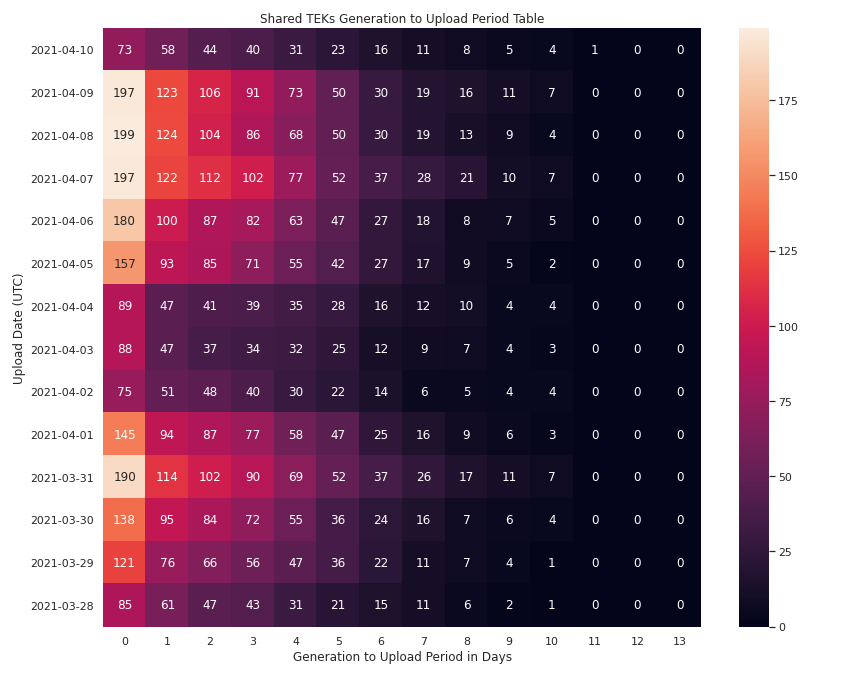 Shared TEKs Generation to Upload Period Table
Upload Date (UTC)
2021-04-10 73 58 44 40 31 23 16 11 8 5 4 1 0 0
2021-04-09 197 123 106 91 73 50 30 19 16 11 7 0 0 0
2021-04-08 199 124 104 86 68 50 30 19 13 9 4 0 0 0
2021-04-07 197 122 112 102 77 52 37 28 21 10 7 0 0 0
2021-04-06 180 100 87 82 63 47 27 18 8 7 5 0 0 0
2021-04-05 157 93 85 71 55 42 27 17 9 5 2 0 0 0
2021-04-04 89 47 41 39 35 28 16 12 10 4 4 0 0 0
2021-04-03 88 47 37 34 32 25 12 9 7 4 3 0 0 0
2021-04-02 75 51 48 40 30 22 14 6 5 4 4 0 0 0
2021-04-01 145 94 87 77 58 47 25 16 9 6 3 0 0 0
2021-03-31 190 114 102 90 69 52 37 26 17 11 7 0 0 0
2021-03-30 138 95 84 72 55 36 24 16 7 6 4 0 0 0
2021-03-29 121 76 66 56 47 36 22 11 7 4 1 0 0 0
2021-03-28 85 61 47 43 31 21 15 11 6 2 1 0 0 0
0 1 2 3 4 5 6 7 8 9 10 11 12 13
Generation to Upload Period in Days
175
150
125
100
75
50
25
0